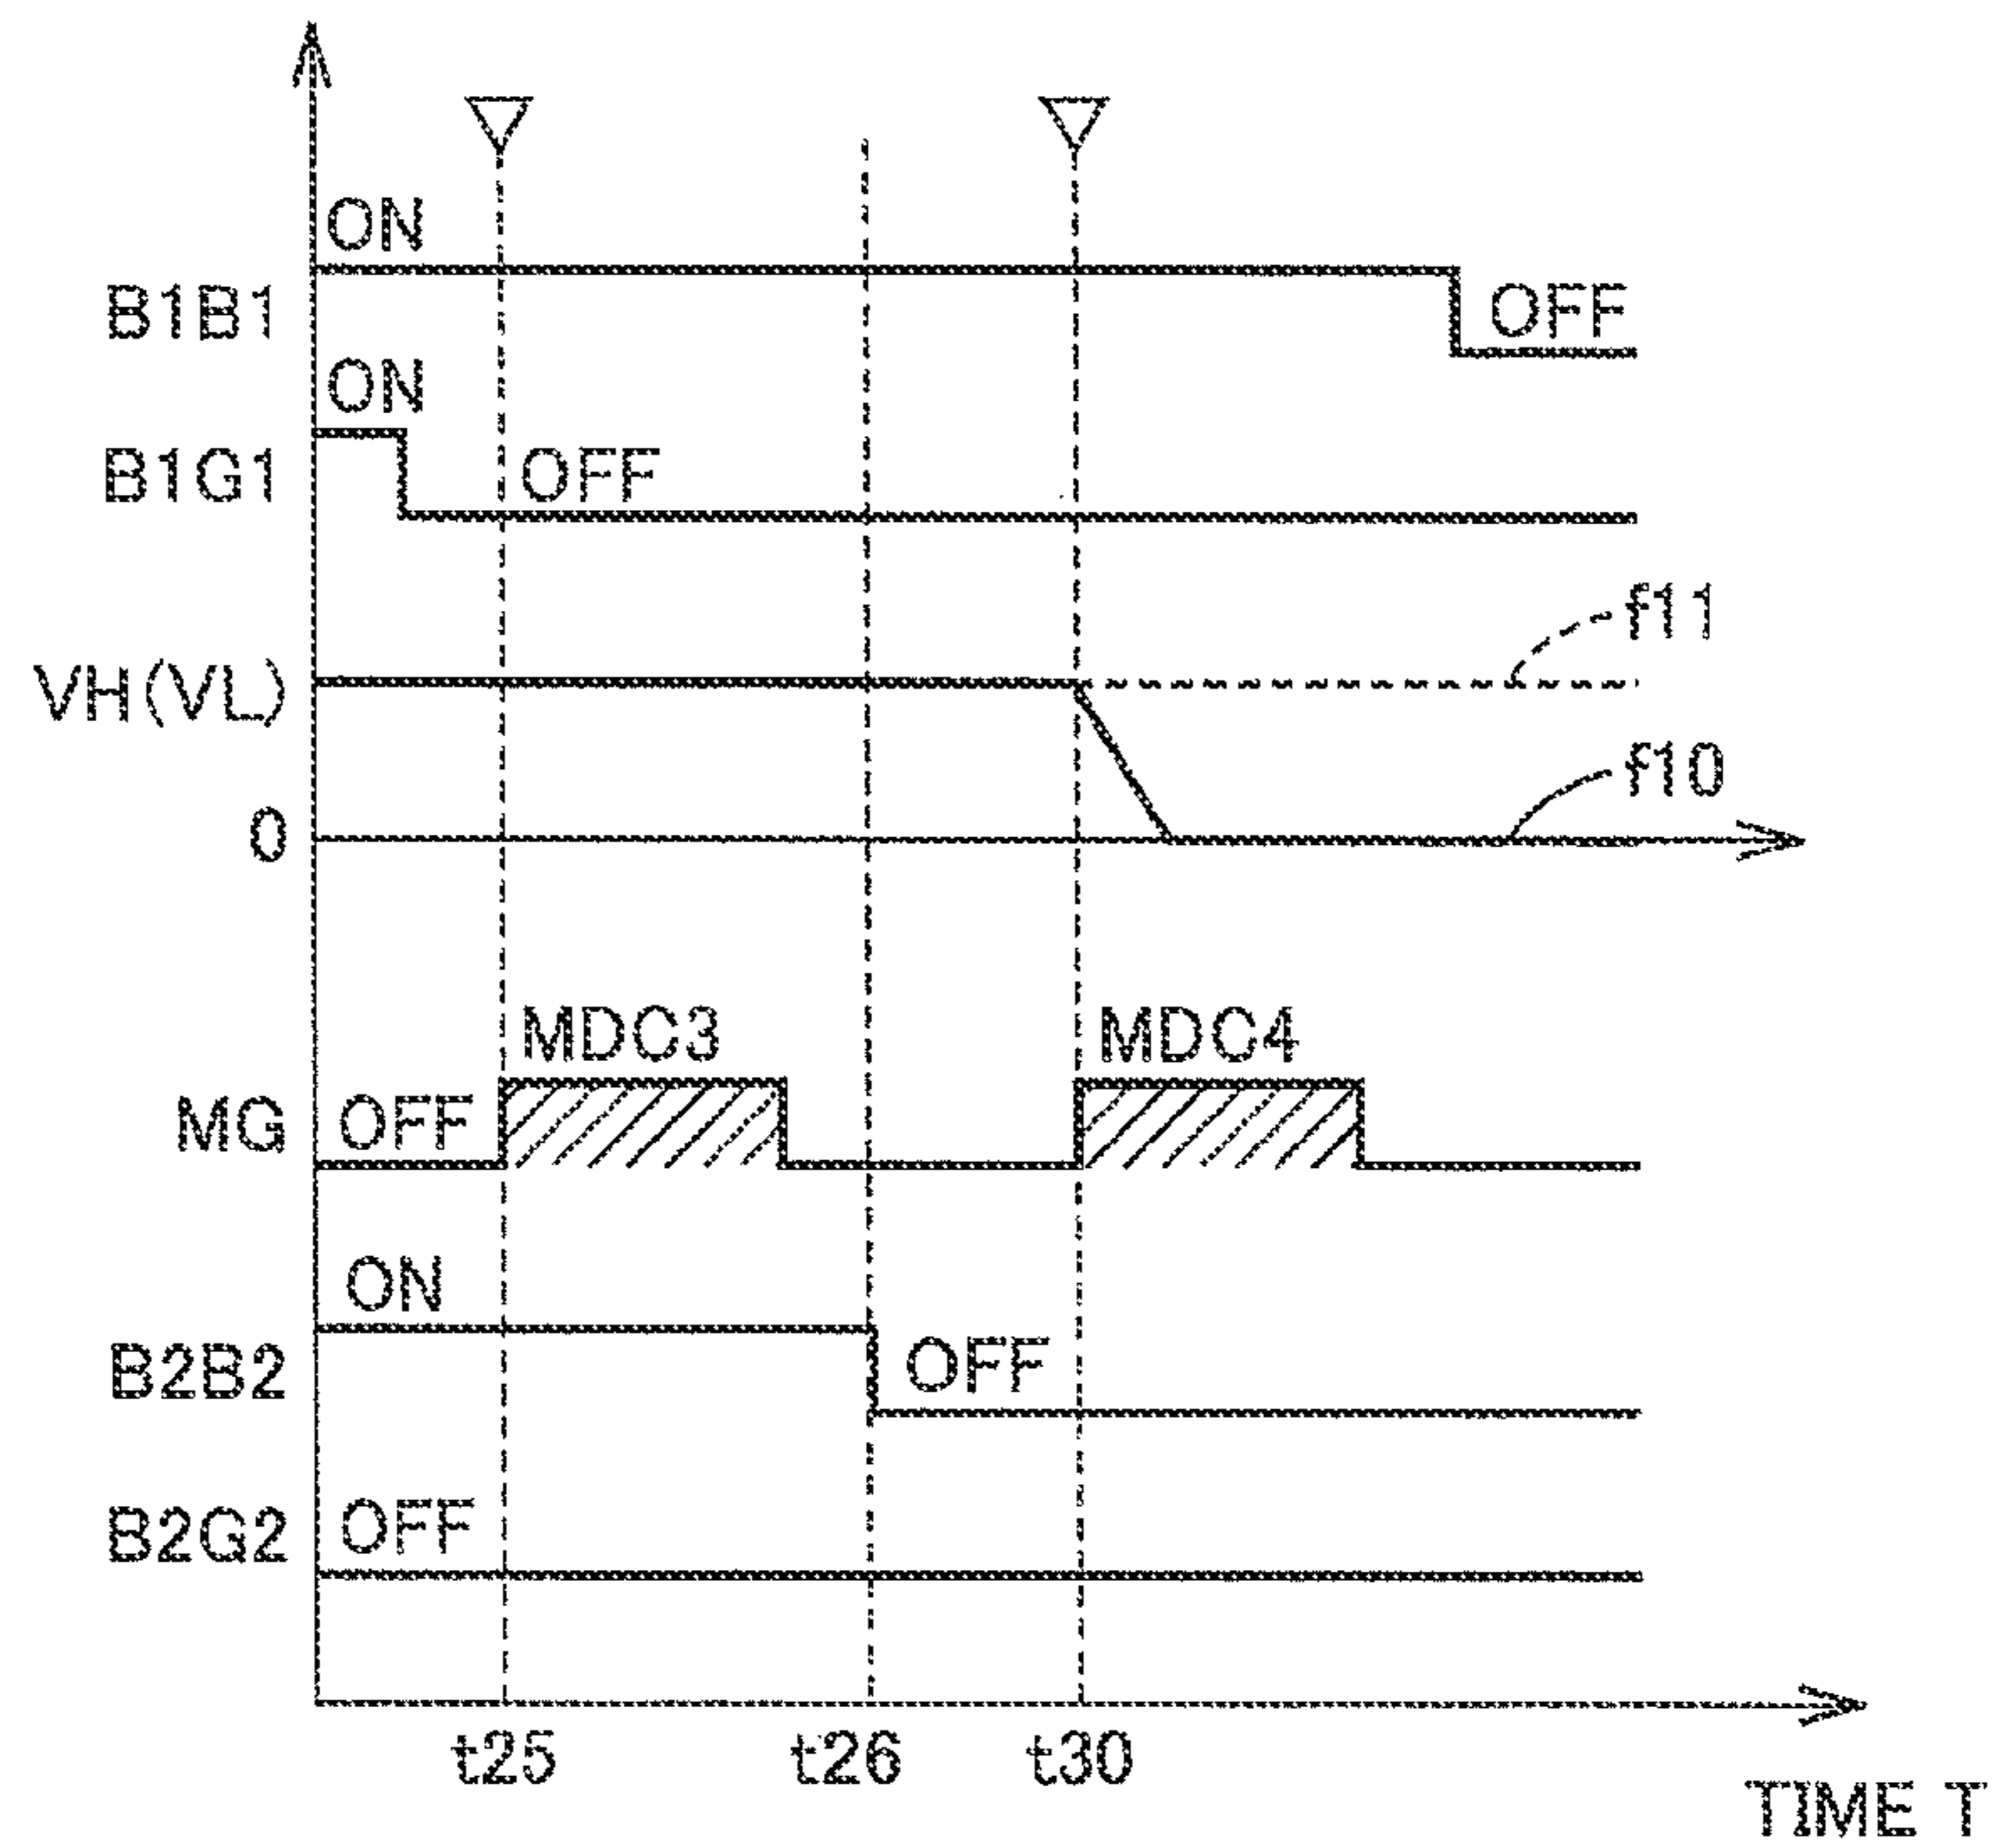 ON
B1B1 OFF
ON
B1G1 OFF
f11
VH(VL)
f10
0
MDC3 MDC4
MG OFF
ON
B2B2 OFF
B2G2 OFF
t25 t26 t30
TIME T